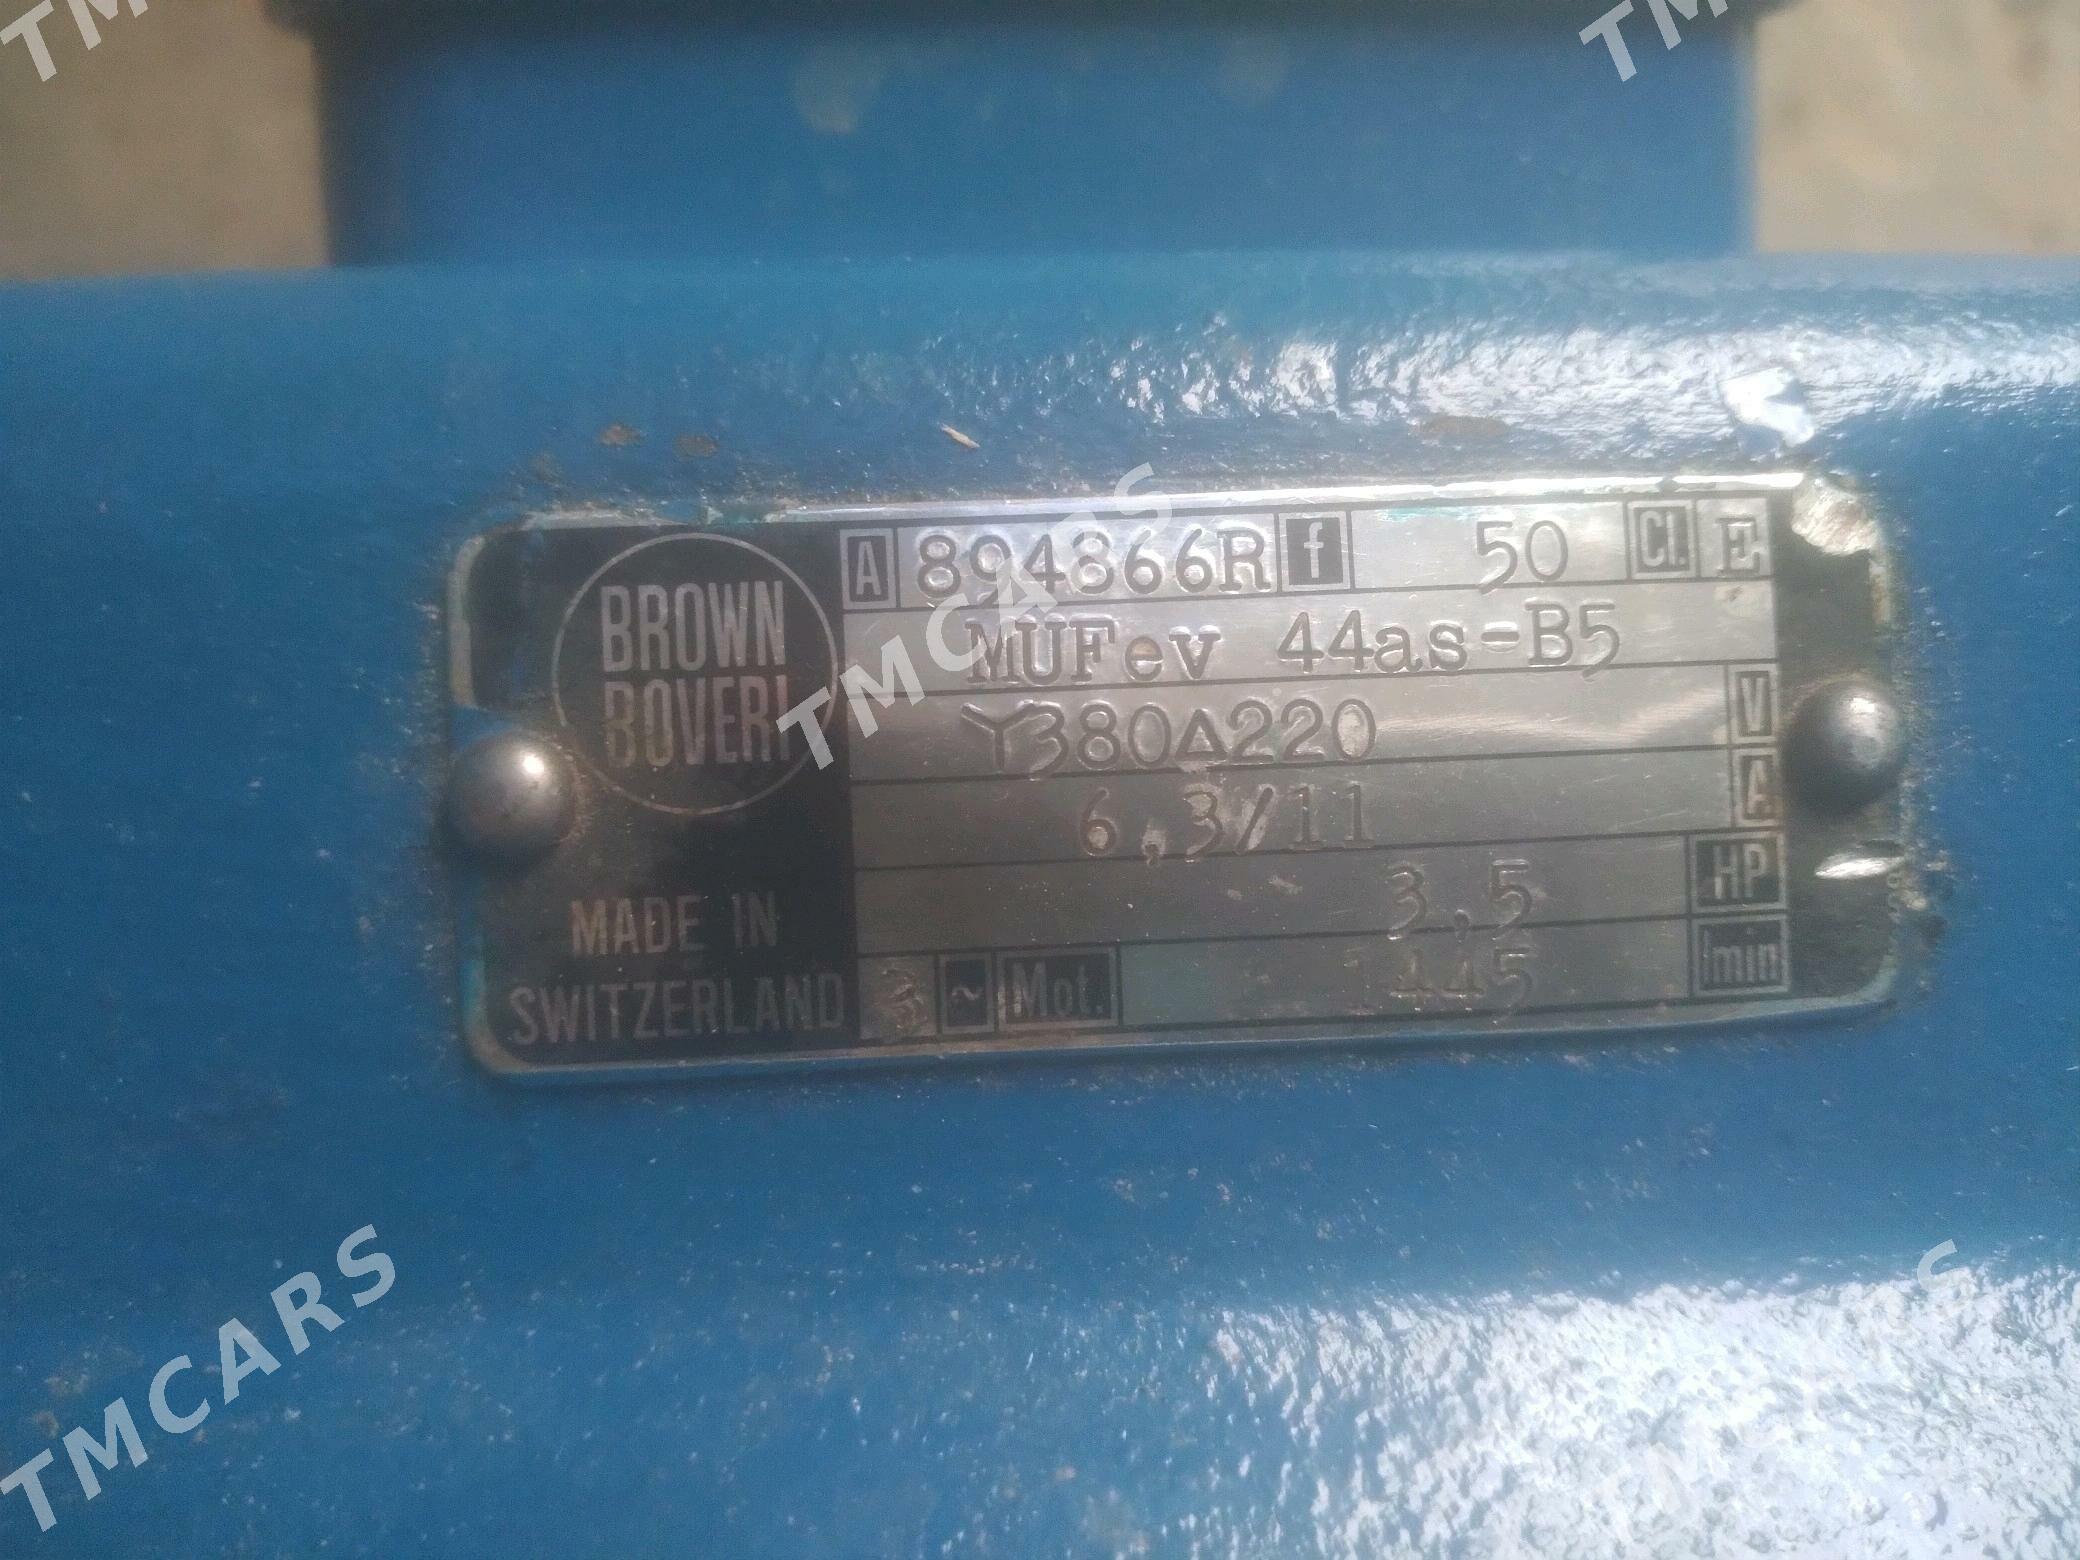 BROWN
BOVERI
MADE IN
SWITZERLAND
A 894866R f 50 Cl. E
MUFev 44as-B5
Y380Δ220 V
6,3/11 A
3,5 HP
3 ~ Mot. 1445 /min
TMCARS
TMCARS